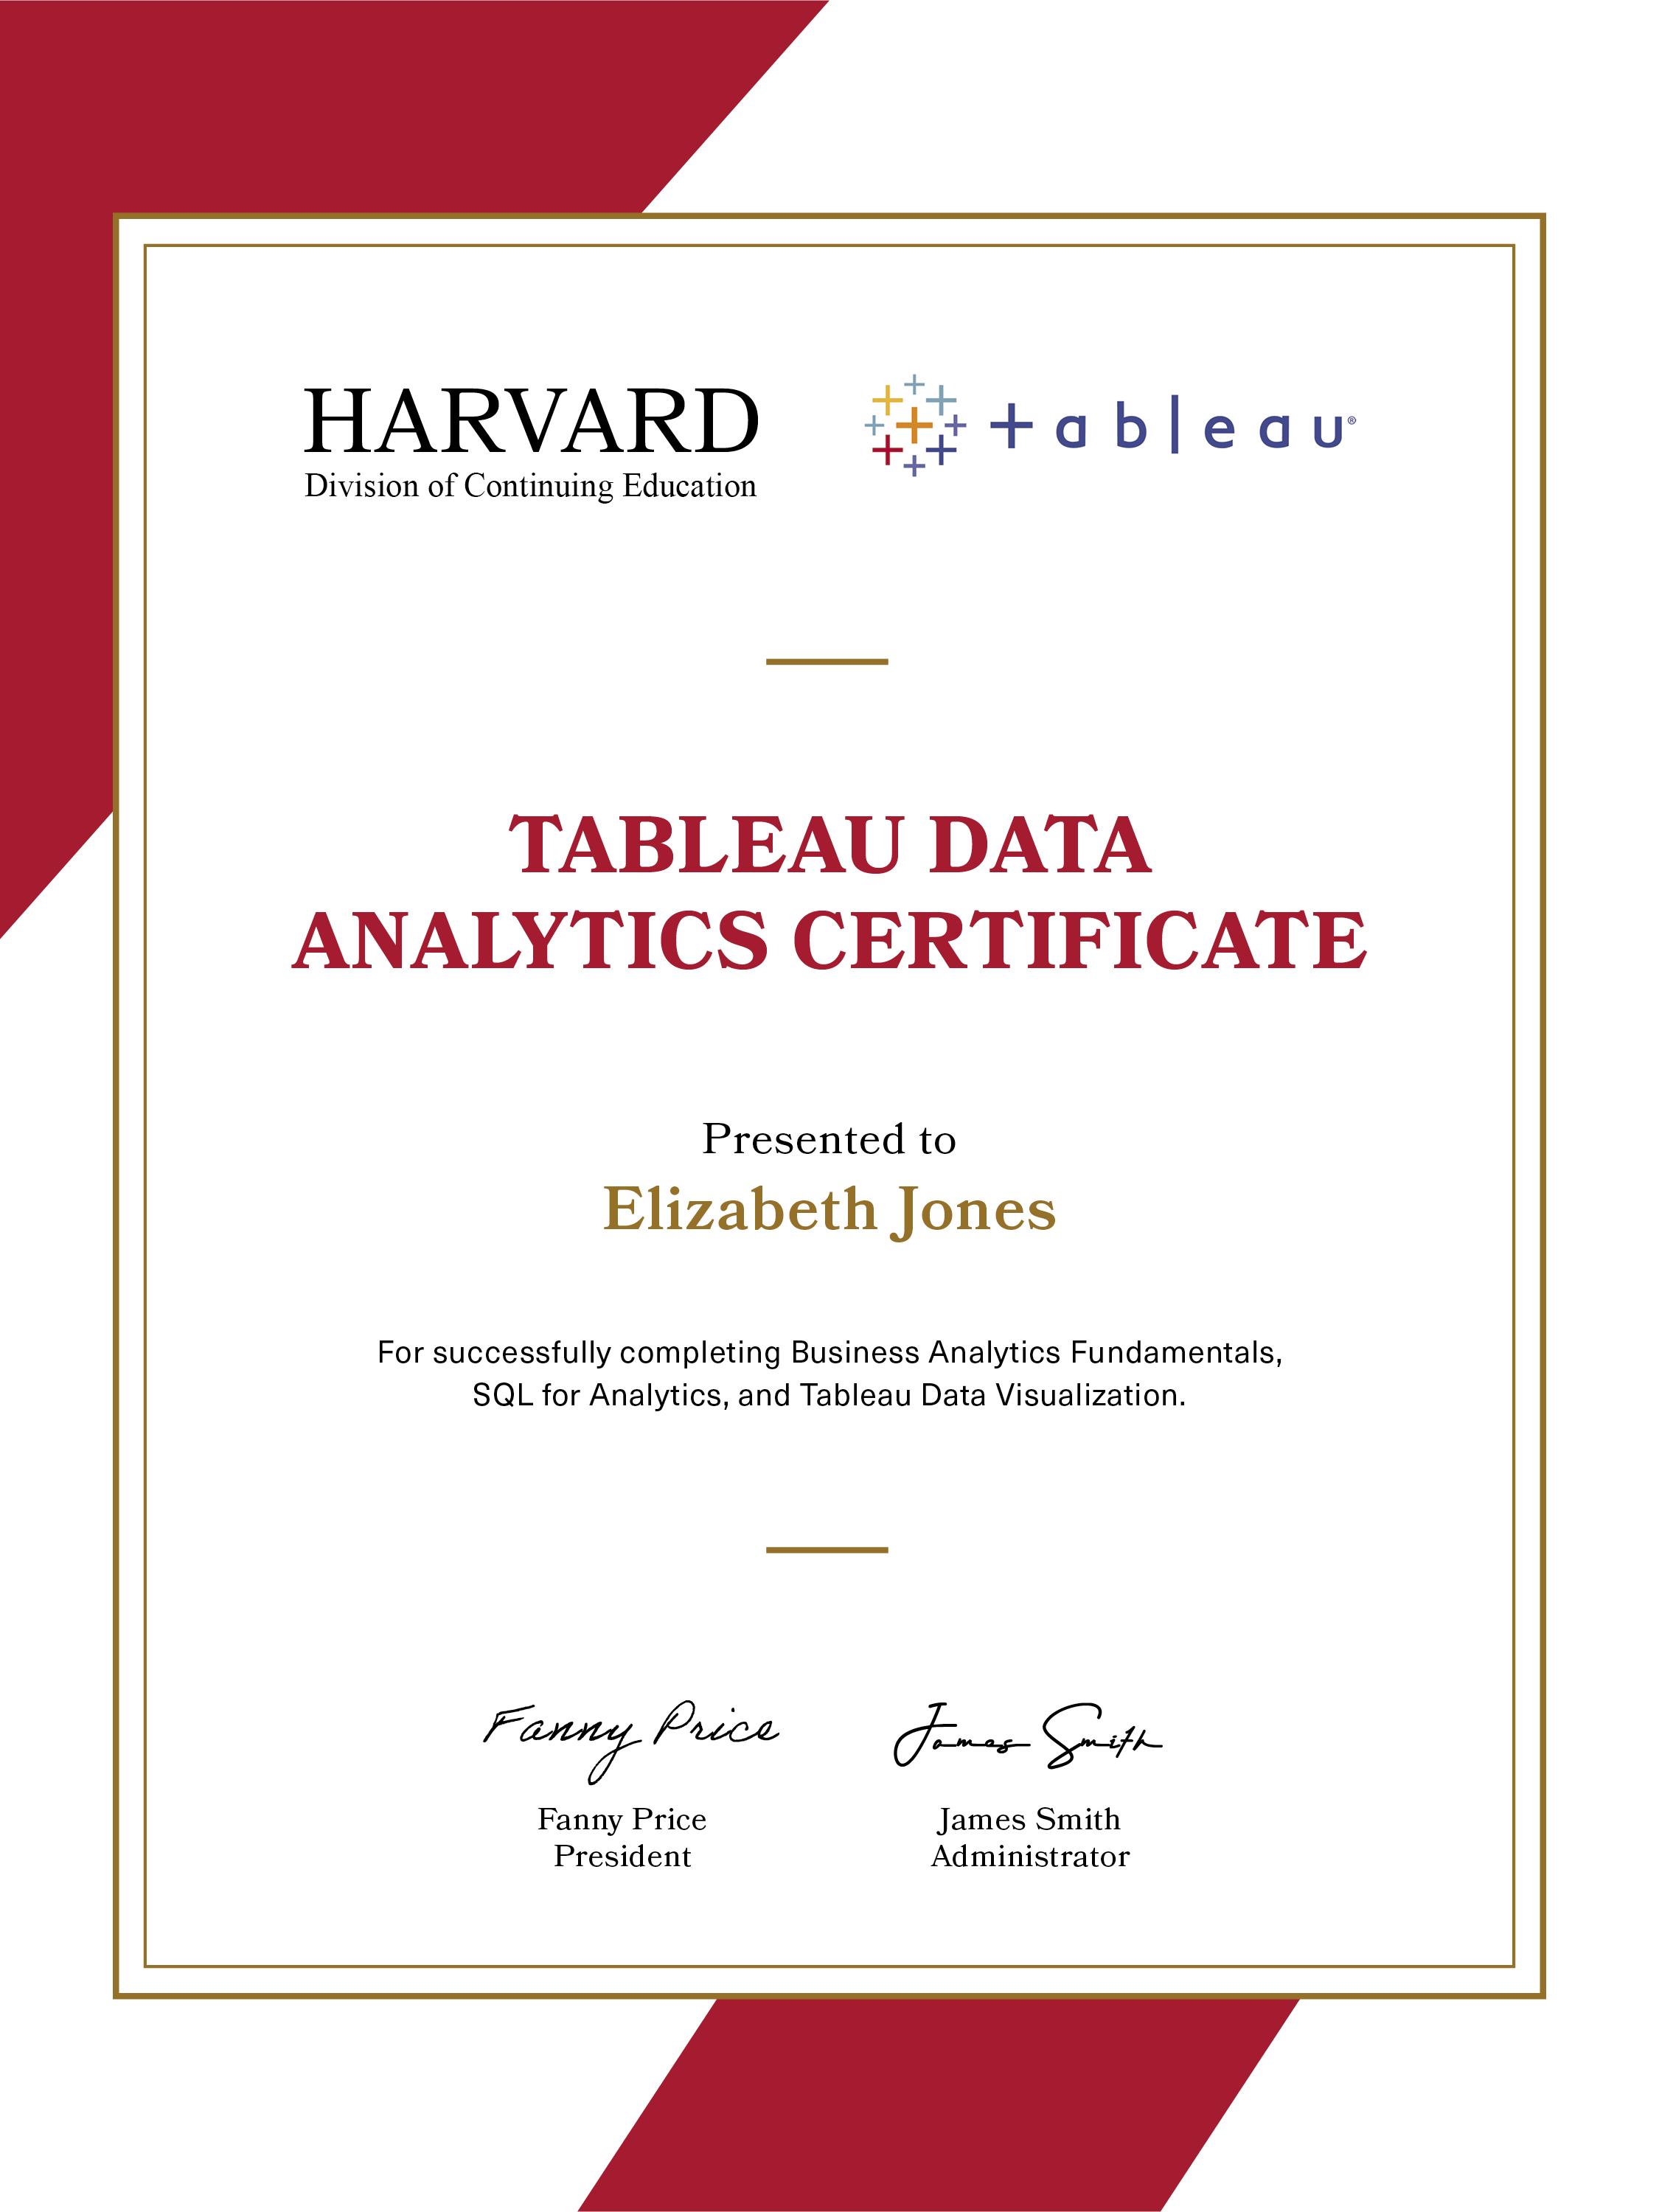 HARVARD
Division of Continuing Education
+ableau®
TABLEAU DATA
ANALYTICS CERTIFICATE
Presented to
Elizabeth Jones
For successfully completing Business Analytics Fundamentals,
SQL for Analytics, and Tableau Data Visualization.
Fanny Price
James Smith
Fanny Price
President
James Smith
Administrator